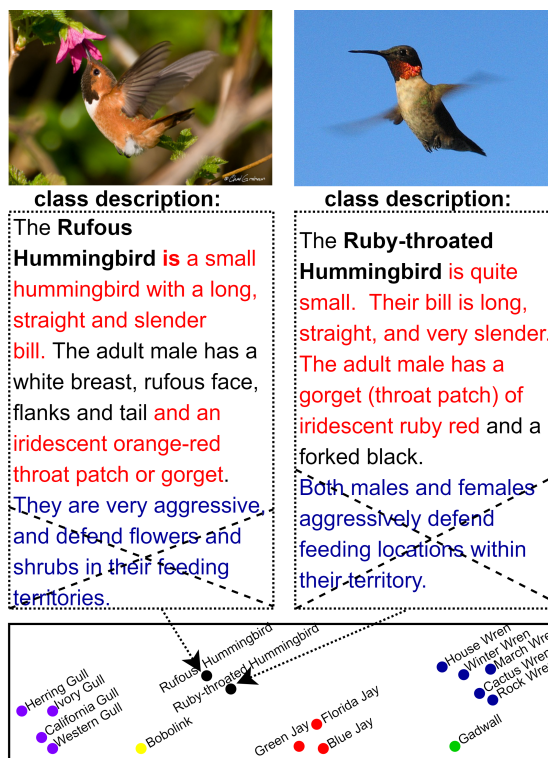 class description:
The Rufous
Hummingbird is a small
hummingbird with a long,
straight and slender
bill. The adult male has a
white breast, rufous face,
flanks and tail and an
iridescent orange-red
throat patch or gorget.
They are very aggressive,
and defend flowers and
shrubs in their feeding
territories.
class description:
The Ruby-throated
Hummingbird is quite
small. Their bill is long,
straight, and very slender.
The adult male has a
gorget (throat patch) of
iridescent ruby red and a
forked black.
Both males and females
aggressively defend
feeding locations within
their territory.
Rufous Hummingbird
Ruby-throated Hummingbird
Herring Gull
Ivory Gull
California Gull
Western Gull
Bobolink
Green Jay
Florida Jay
Blue Jay
House Wren
Winter Wren
March Wre
Cactus Wren
Rock Wre
Gadwall